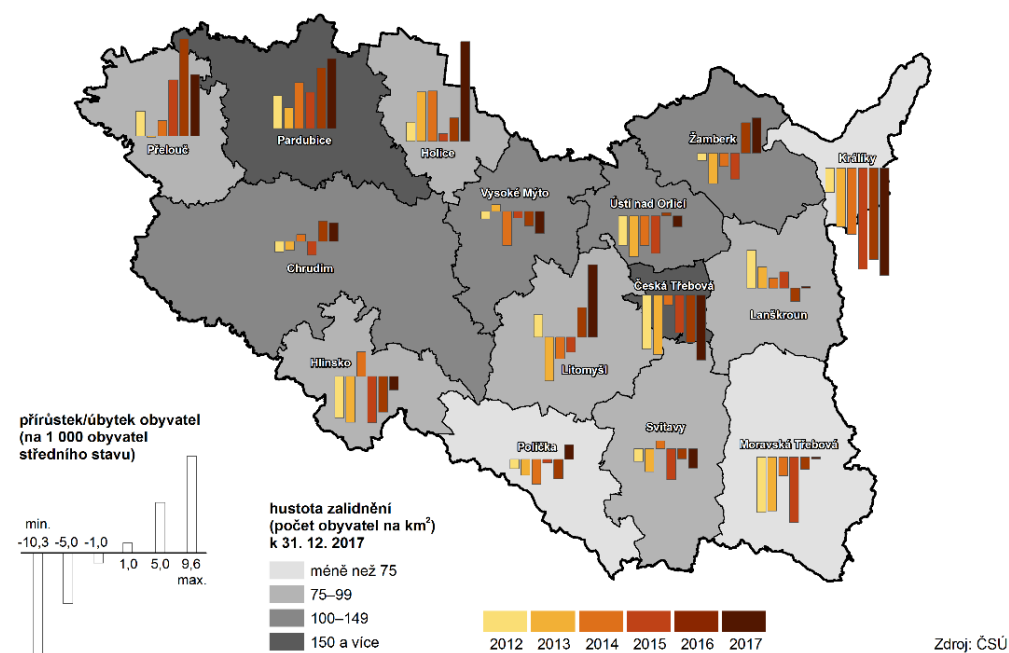 Přelouč
Pardubice
Holice
Žamberk
Králíky
Vysoké Mýto
Ústí nad Orlicí
Chrudim
Česká Třebová
Lanškroun
Hlinsko
Litomyšl
Polička
Svitavy
Moravská Třebová
přírůstek/úbytek obyvatel
(na 1 000 obyvatel
středního stavu)
min.
-10,3 -5,0 -1,0
1,0 5,0 9,6
max.
hustota zalidnění
(počet obyvatel na km²)
k 31. 12. 2017
méně než 75
75–99
100–149
150 a více
2012 2013 2014 2015 2016 2017
Zdroj: ČSÚ